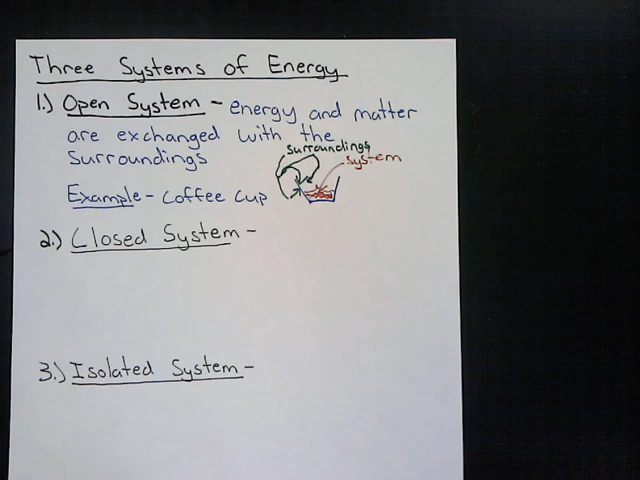 Three Systems of Energy
1.) Open System - energy and matter
are exchanged with the
surroundings
surroundings
system
Example - coffee cup
2.) Closed System -
3.) Isolated System -